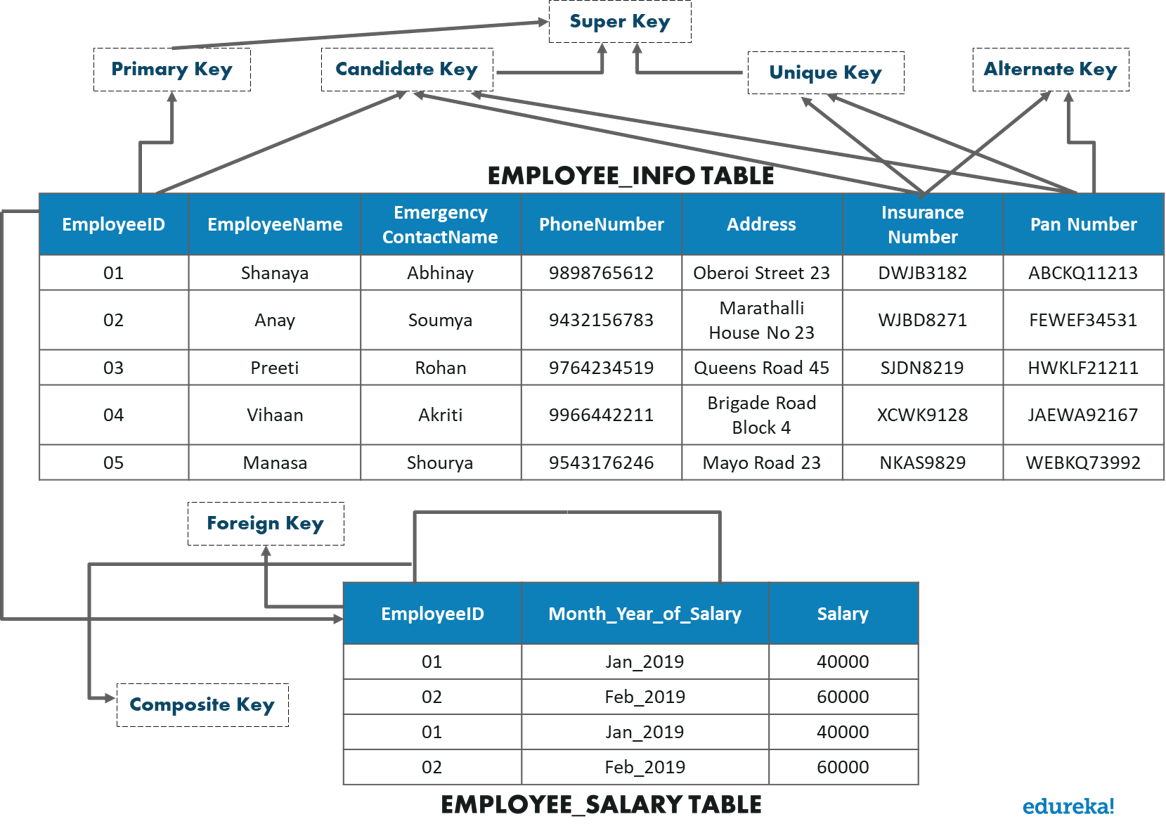 Super Key
Primary Key
Candidate Key
Unique Key
Alternate Key
EMPLOYEE_INFO TABLE
EmployeeID EmployeeName Emergency ContactName PhoneNumber Address Insurance Number Pan Number
01 Shanaya Abhinay 9898765612 Oberoi Street 23 DWJB3182 ABCKQ11213
02 Anay Soumya 9432156783 Marathalli House No 23 WJBD8271 FEWEF34531
03 Preeti Rohan 9764234519 Queens Road 45 SJDN8219 HWKLF21211
04 Vihaan Akriti 9966442211 Brigade Road Block 4 XCWK9128 JAEWA92167
05 Manasa Shourya 9543176246 Mayo Road 23 NKAS9829 WEBKQ73992
Foreign Key
EmployeeID Month_Year_of_Salary Salary
01 Jan_2019 40000
02 Feb_2019 60000
01 Jan_2019 40000
02 Feb_2019 60000
Composite Key
EMPLOYEE_SALARY TABLE
edureka!